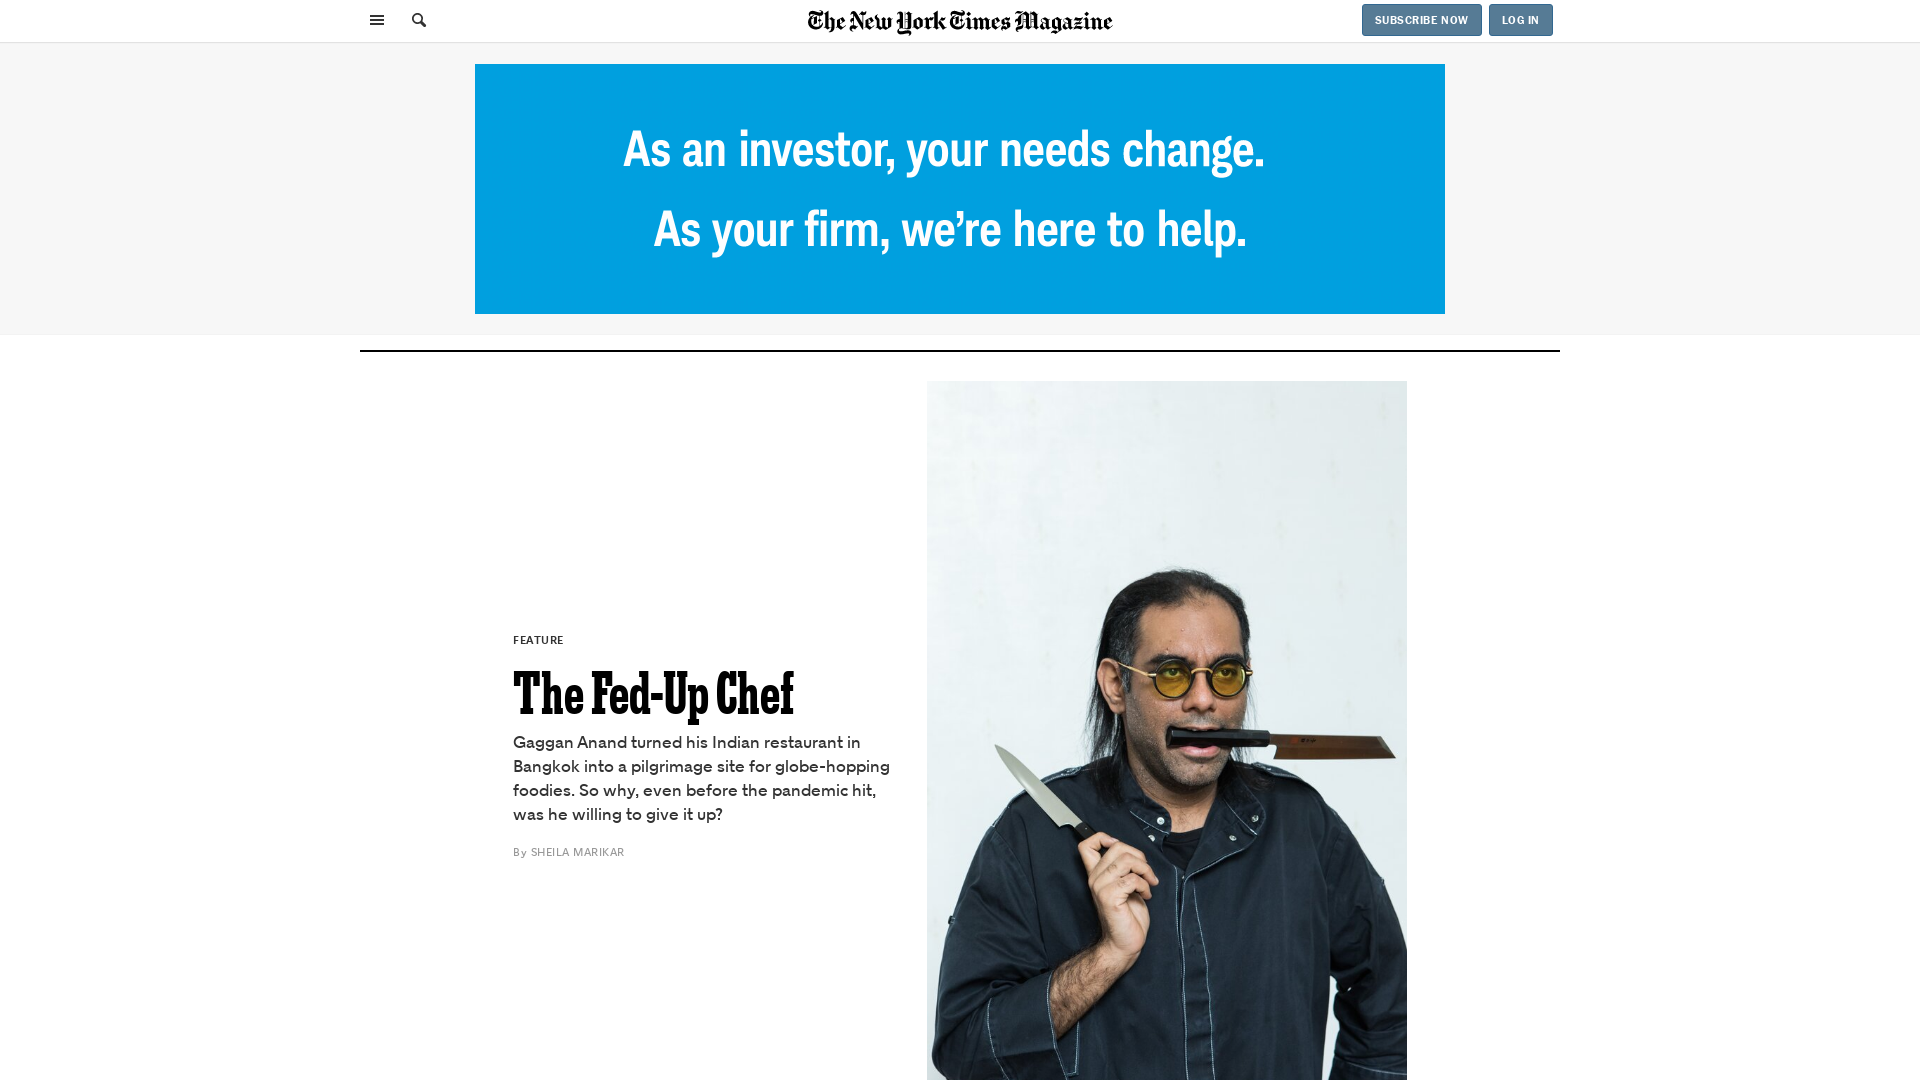 The New York Times Magazine
SUBSCRIBE NOW
LOG IN
As an investor, your needs change.
As your firm, we're here to help.
FEATURE
The Fed-Up Chef
Gaggan Anand turned his Indian restaurant in
Bangkok into a pilgrimage site for globe-hopping
foodies. So why, even before the pandemic hit,
was he willing to give it up?
By SHEILA MARIKAR